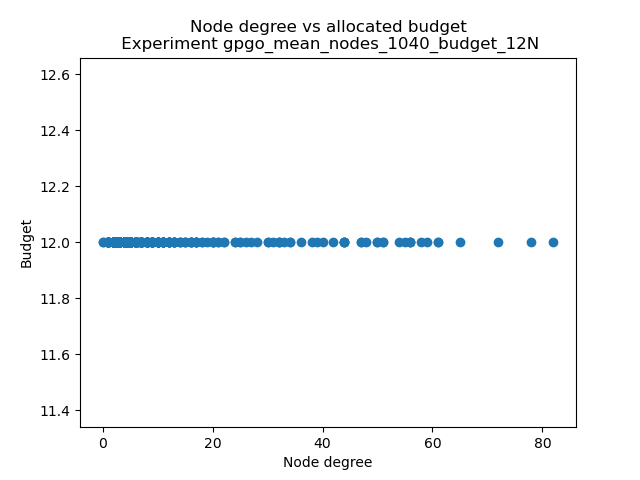 Node degree vs allocated budget
Experiment gpgo_mean_nodes_1040_budget_12N
12.6
12.4
12.2
12.0
11.8
11.6
11.4
Budget
0 20 40 60 80
Node degree